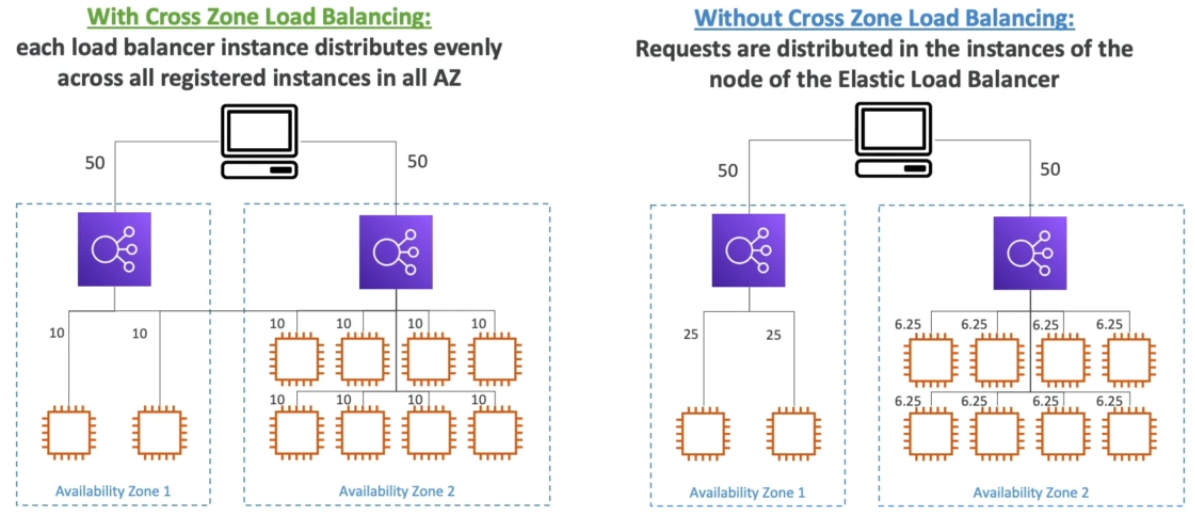 With Cross Zone Load Balancing:
each load balancer instance distributes evenly
across all registered instances in all AZ
50
50
10
10
10
10
10
10
10
10
10
10
Availability Zone 1
Availability Zone 2
Without Cross Zone Load Balancing:
Requests are distributed in the instances of the
node of the Elastic Load Balancer
50
50
25
25
6.25
6.25
6.25
6.25
6.25
6.25
6.25
6.25
Availability Zone 1
Availability Zone 2